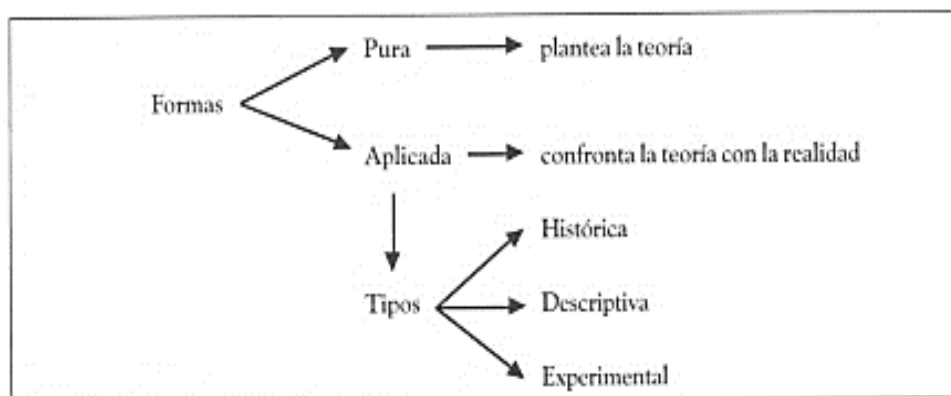 Pura
plantea la teoría
Formas
Aplicada
confronta la teoría con la realidad
Histórica
Tipos
Descriptiva
Experimental